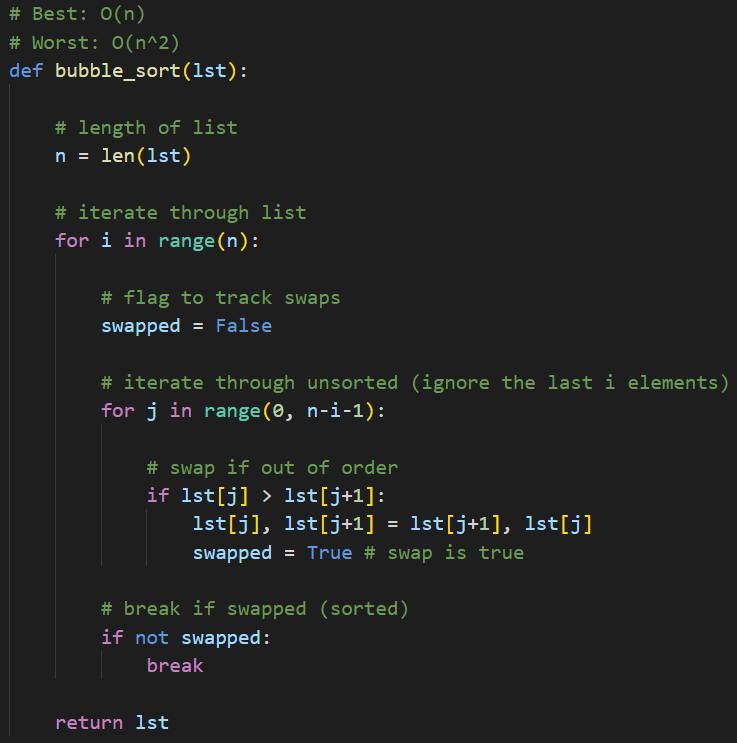 # Best: O(n)
# Worst: O(n^2)
def bubble_sort(lst):
# length of list
n = len(lst)
# iterate through list
for i in range(n):
# flag to track swaps
swapped = False
# iterate through unsorted (ignore the last i elements)
for j in range(0, n-i-1):
# swap if out of order
if lst[j] > lst[j+1]:
lst[j], lst[j+1] = lst[j+1], lst[j]
swapped = True # swap is true
# break if swapped (sorted)
if not swapped:
break
return lst